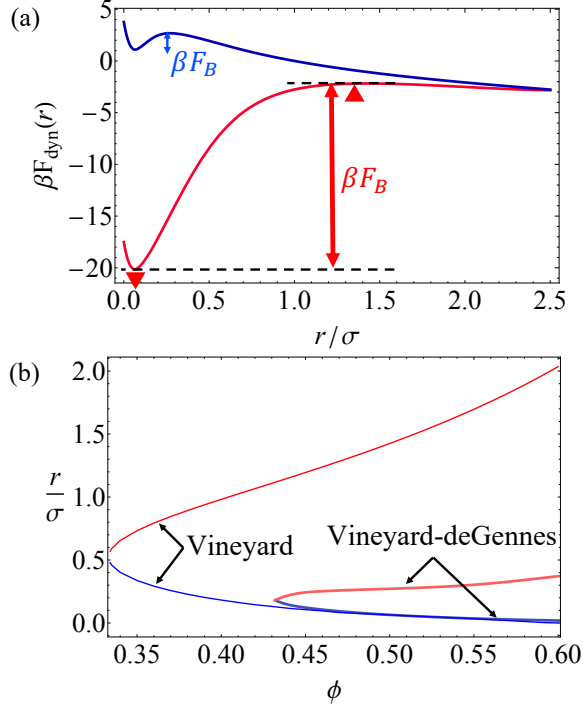 (a)
5
0
−5
−10
−15
−20
βF_dyn(r)
βF_B
βF_B
0.0 0.5 1.0 1.5 2.0 2.5
r/σ
(b)
2.0
1.5
1.0
0.5
0.0
r
σ
Vineyard
Vineyard-deGennes
0.35 0.40 0.45 0.50 0.55 0.60
ϕ